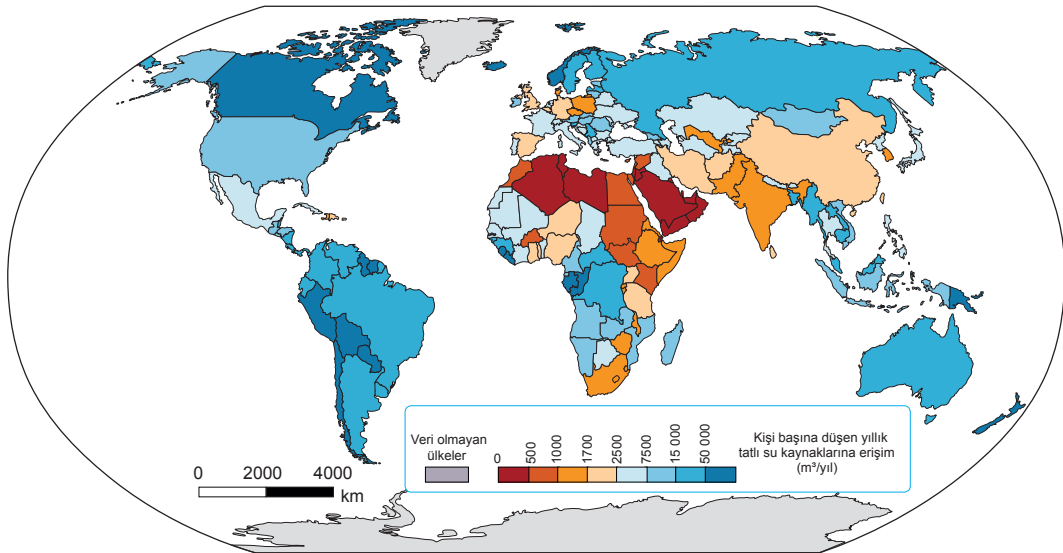 Veri olmayan
ülkeler
0
500
1000
1700
2500
7500
15 000
50 000
Kişi başına düşen yıllık
tatlı su kaynaklarına erişim
(m³/yıl)
0 2000 4000
km